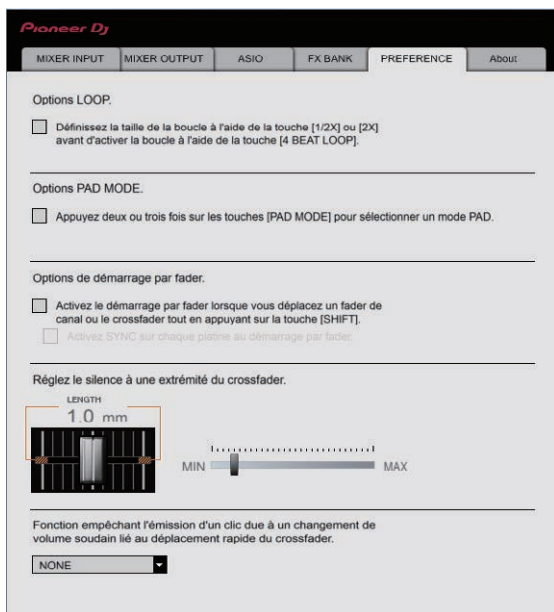 Pioneer Dj
MIXER INPUT MIXER OUTPUT ASIO FX BANK PREFERENCE About
Options LOOP.
Définissez la taille de la boucle à l'aide de la touche [1/2X] ou [2X]
avant d'activer la boucle à l'aide de la touche [4 BEAT LOOP].
Options PAD MODE.
Appuyez deux ou trois fois sur les touches [PAD MODE] pour sélectionner un mode PAD.
Options de démarrage par fader.
Activez le démarrage par fader lorsque vous déplacez un fader de
canal ou le crossfader tout en appuyant sur la touche [SHIFT].
Activez SYNC sur chaque platine au démarrage par fader.
Réglez le silence à une extrémité du crossfader.
LENGTH
1.0 mm
MIN MAX
Fonction empêchant l'émission d'un clic due à un changement de
volume soudain lié au déplacement rapide du crossfader.
NONE